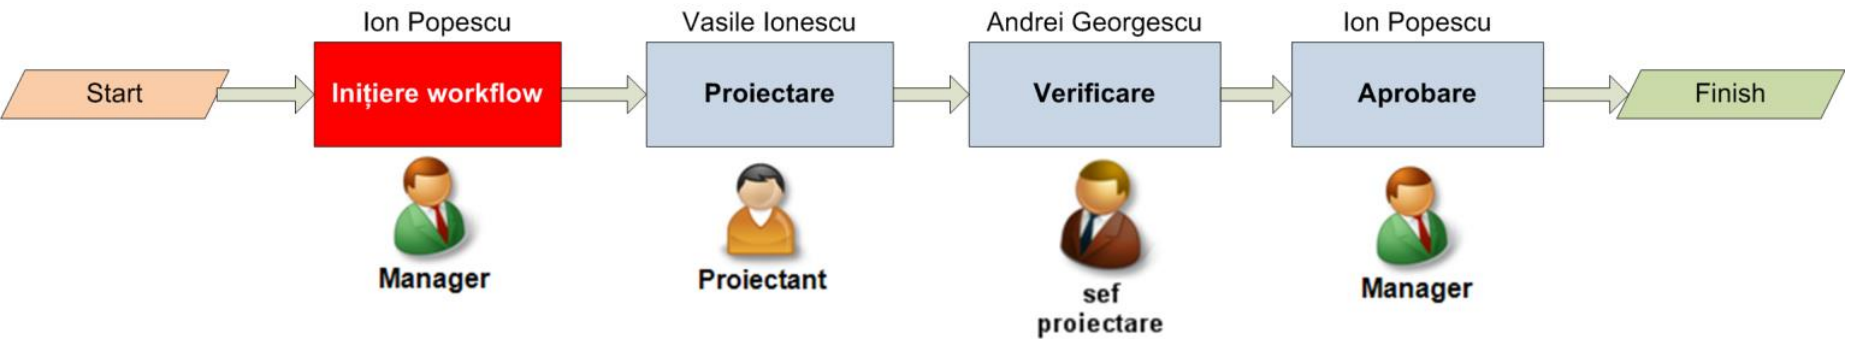 Ion Popescu
Vasile Ionescu
Andrei Georgescu
Ion Popescu
Start
Inițiere workflow
Proiectare
Verificare
Aprobare
Finish
Manager
Proiectant
sef
proiectare
Manager